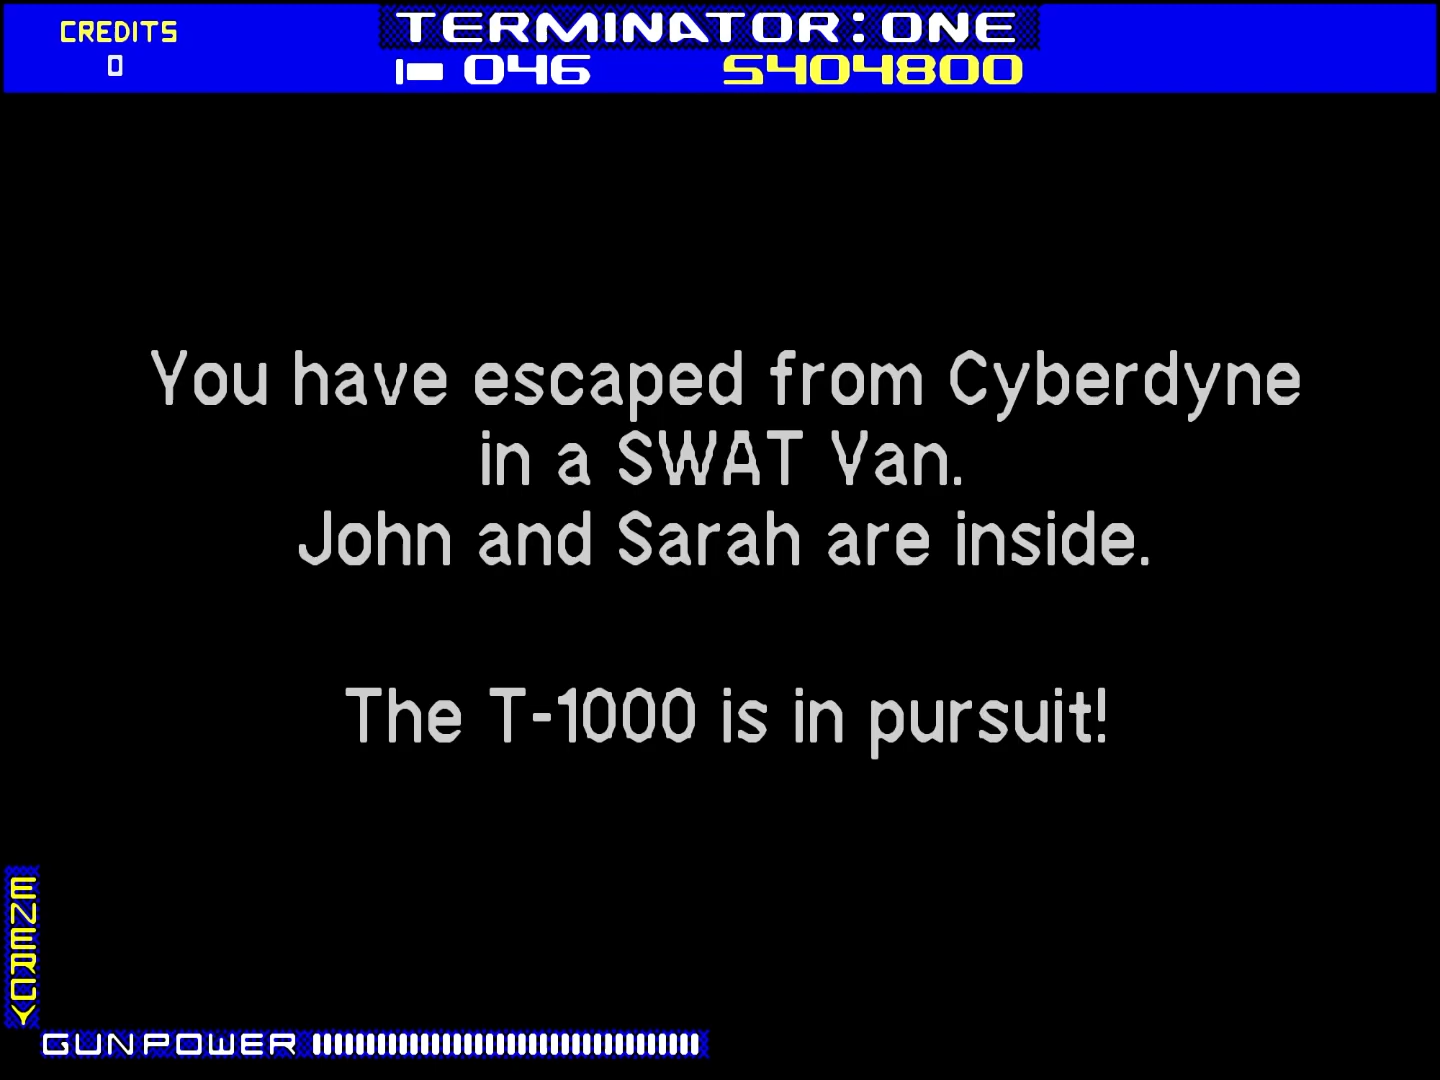 CREDITS
0
TERMINATOR:ONE
046
5404800
You have escaped from Cyberdyne
in a SWAT Van.
John and Sarah are inside.
The T-1000 is in pursuit!
ENERGY
GUNPOWER